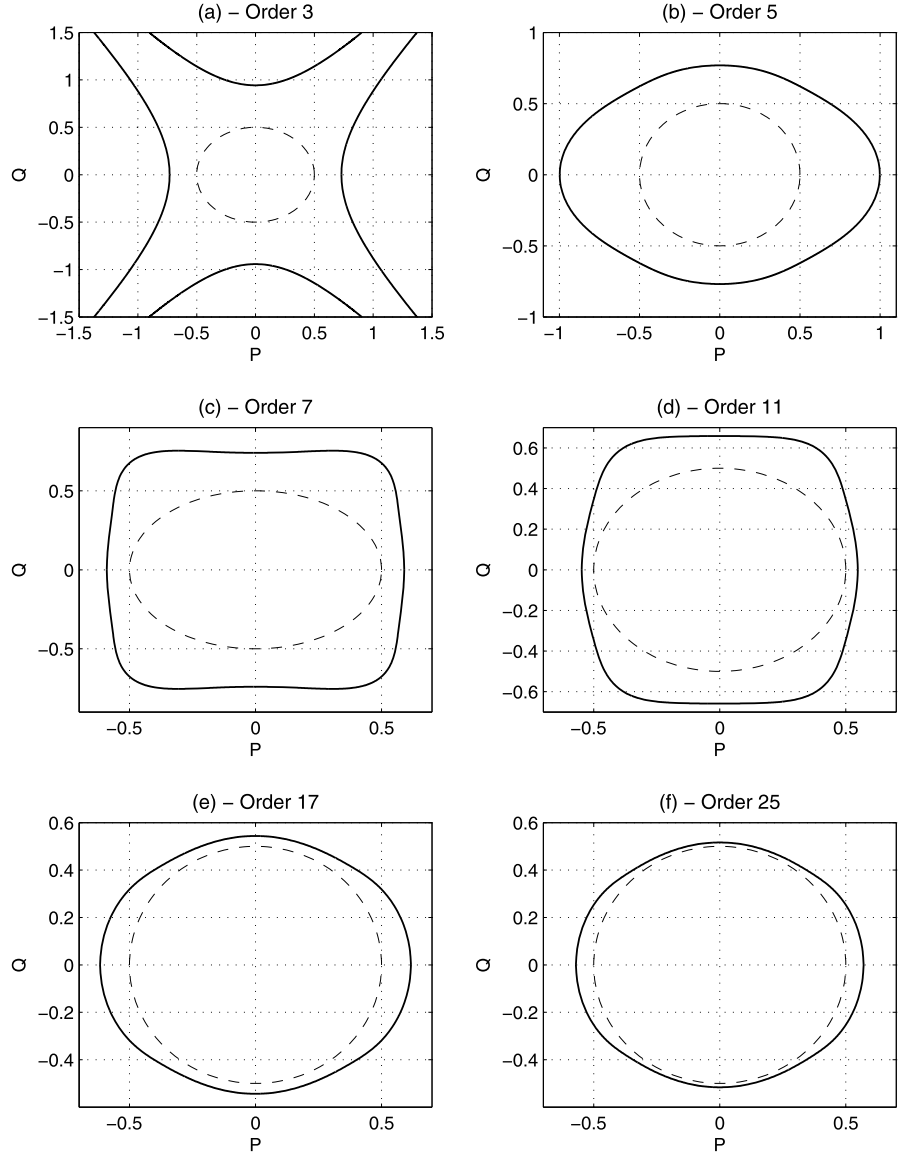 (a) − Order 3
1.5
1
0.5
0
−0.5
−1
−1.5
Q
−1.5 −1 −0.5 0 0.5 1 1.5
P
(b) − Order 5
1
0.5
0
−0.5
−1
Q
−1 −0.5 0 0.5 1
P
(c) − Order 7
0.5
0
−0.5
Q
−0.5 0 0.5
P
(d) − Order 11
0.6
0.4
0.2
0
−0.2
−0.4
−0.6
Q
−0.5 0 0.5
P
(e) − Order 17
0.6
0.4
0.2
0
−0.2
−0.4
Q
−0.5 0 0.5
P
(f) − Order 25
0.6
0.4
0.2
0
−0.2
−0.4
Q
−0.5 0 0.5
P